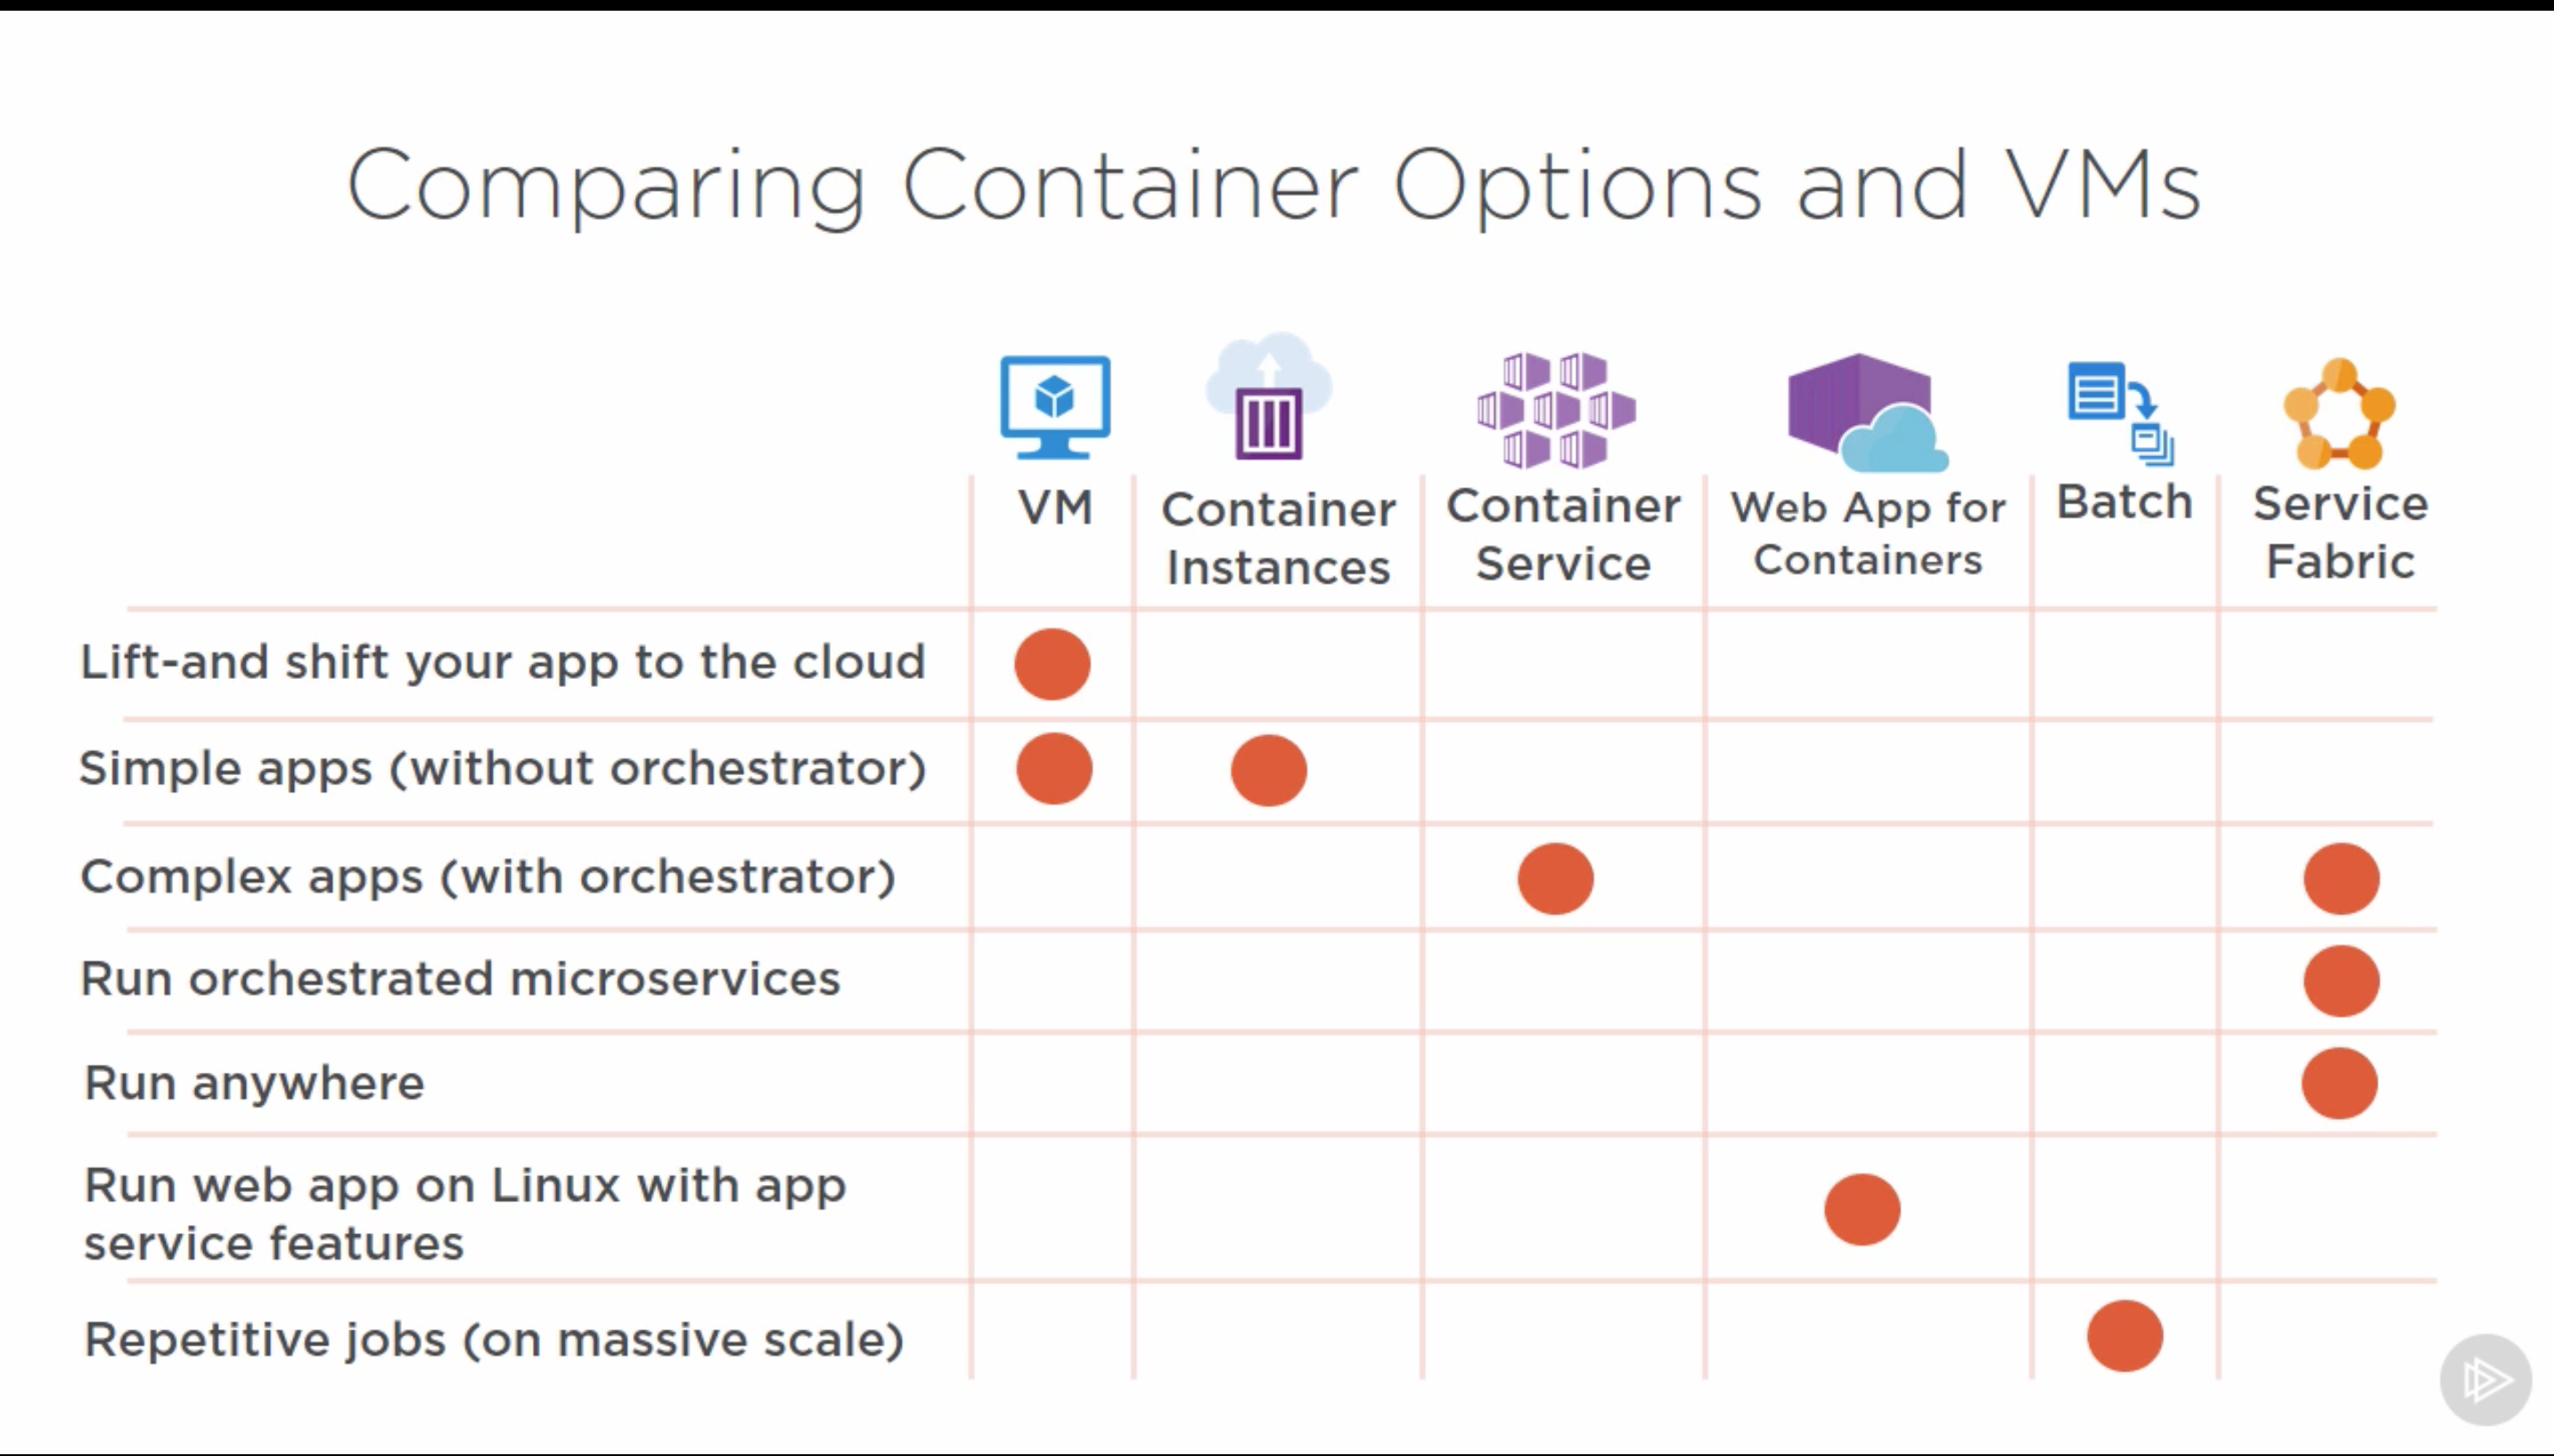 Comparing Container Options and VMs
VM
Container
Instances
Container
Service
Web App for
Containers
Batch
Service
Fabric
Lift-and shift your app to the cloud
Simple apps (without orchestrator)
Complex apps (with orchestrator)
Run orchestrated microservices
Run anywhere
Run web app on Linux with app
service features
Repetitive jobs (on massive scale)